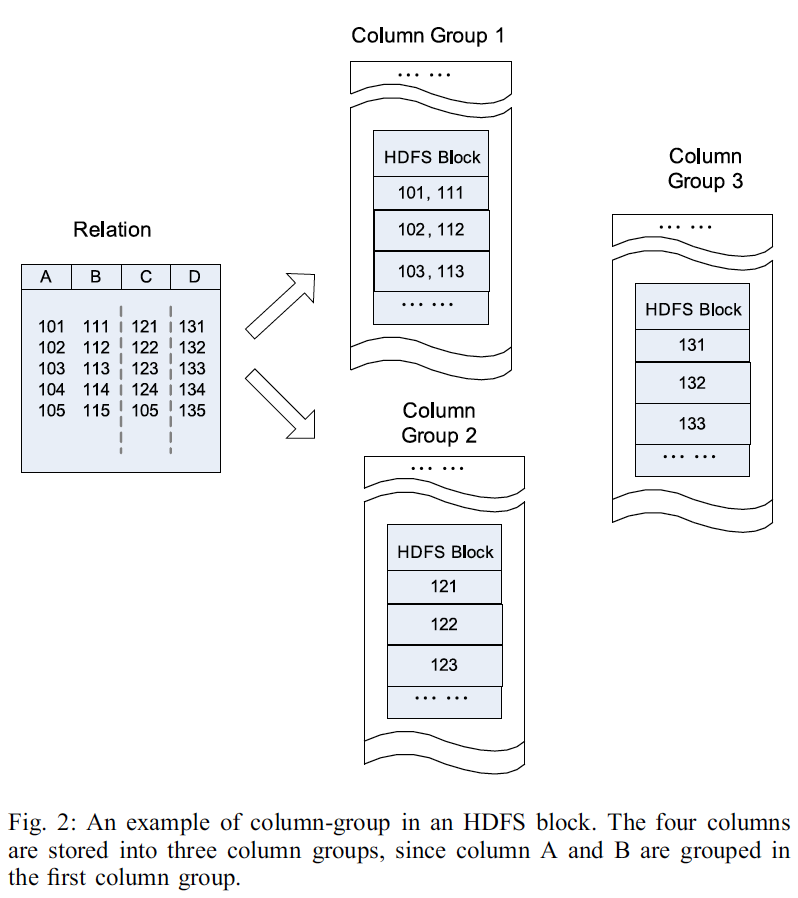 Column Group 1
... ...
HDFS Block
101, 111
102, 112
103, 113
... ...
Column
Group 3
... ...
HDFS Block
131
132
133
... ...
Relation
A B C D
101 111 121 131
102 112 122 132
103 113 123 133
104 114 124 134
105 115 105 135
Column
Group 2
... ...
HDFS Block
121
122
123
... ...
Fig. 2: An example of column-group in an HDFS block. The four columns
are stored into three column groups, since column A and B are grouped in
the first column group.